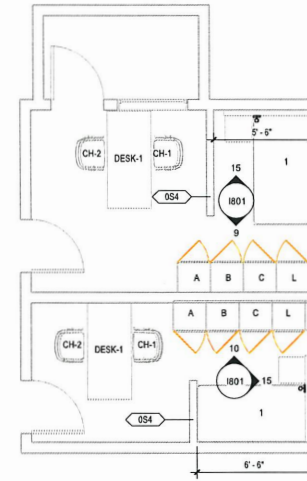 5' - 6"
CH-2
DESK-1
CH-1
15
1
0S4
I801
9
A B C L
A B C L
CH-2
DESK-1
CH-1
10
I801
15
0S4
1
6' - 6"